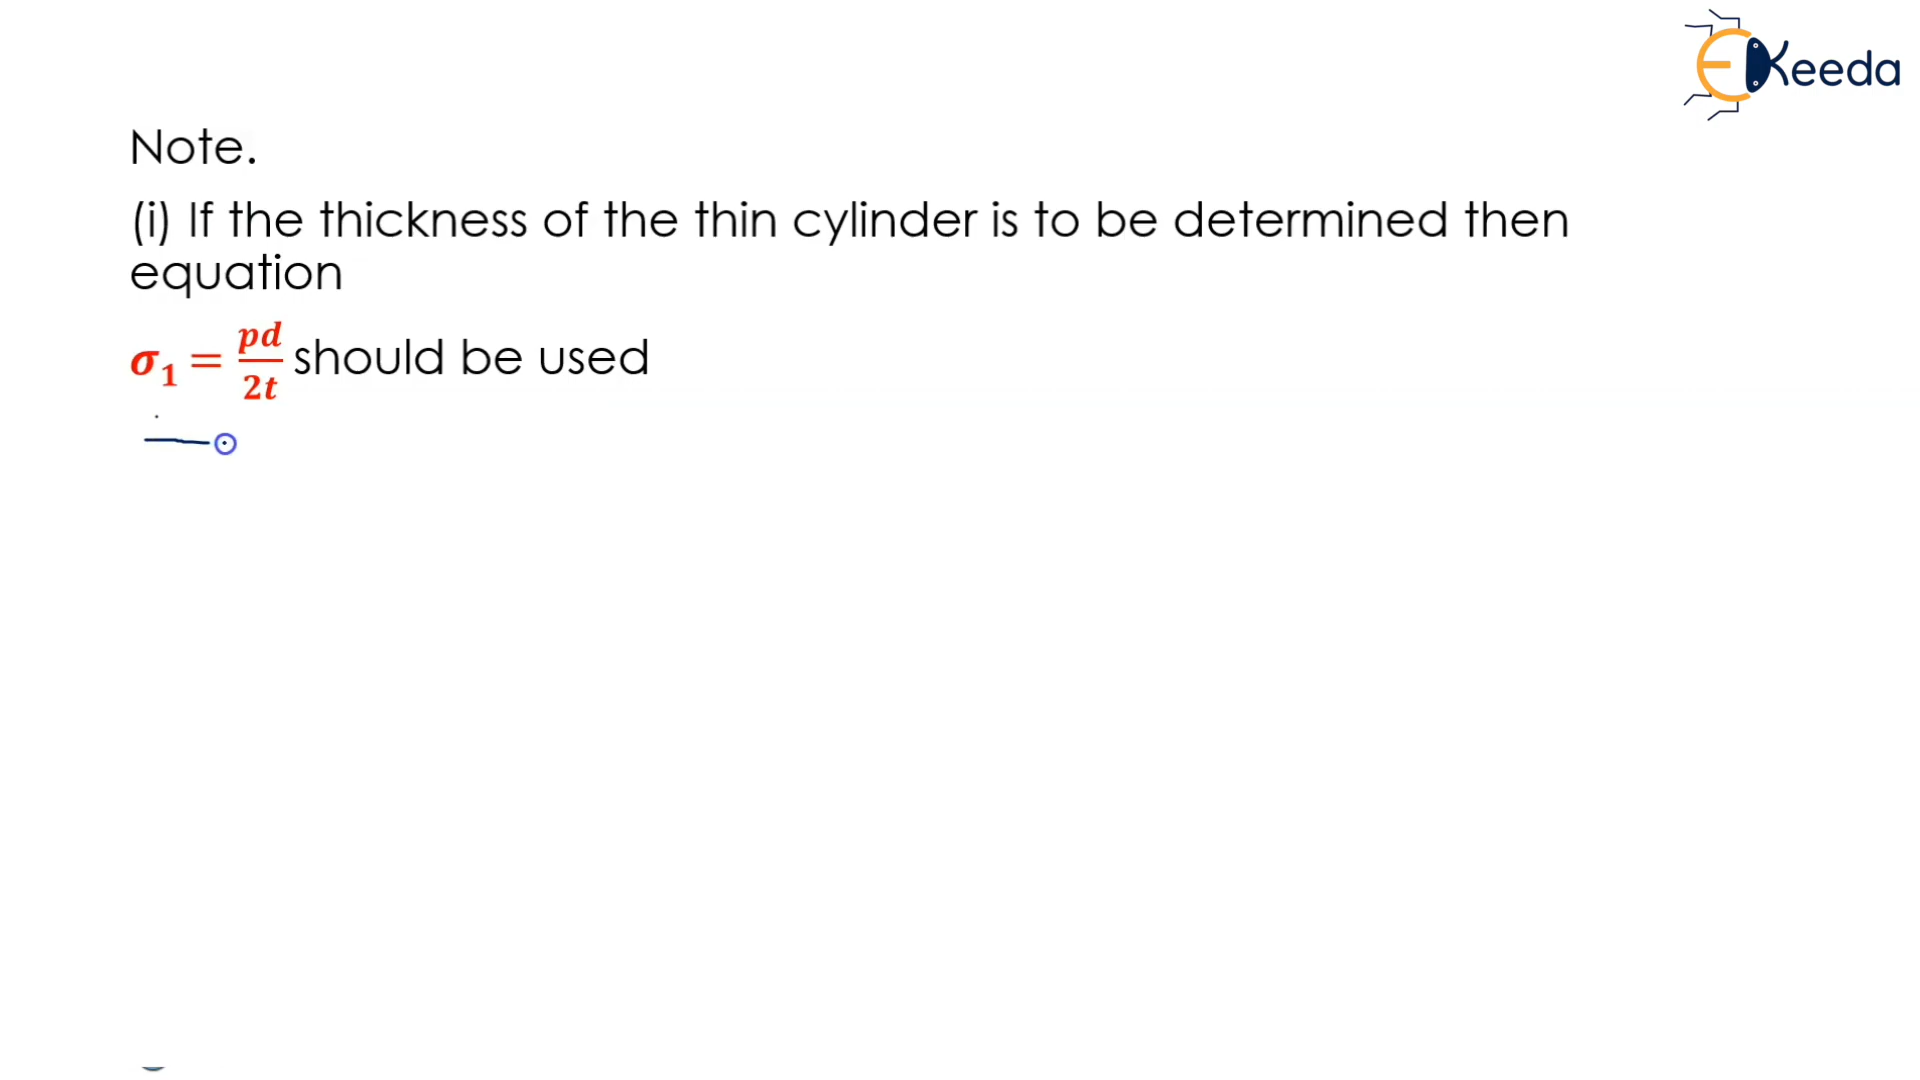 EKeeda
Note.
(i) If the thickness of the thin cylinder is to be determined then
equation
σ₁ = pd/2t should be used